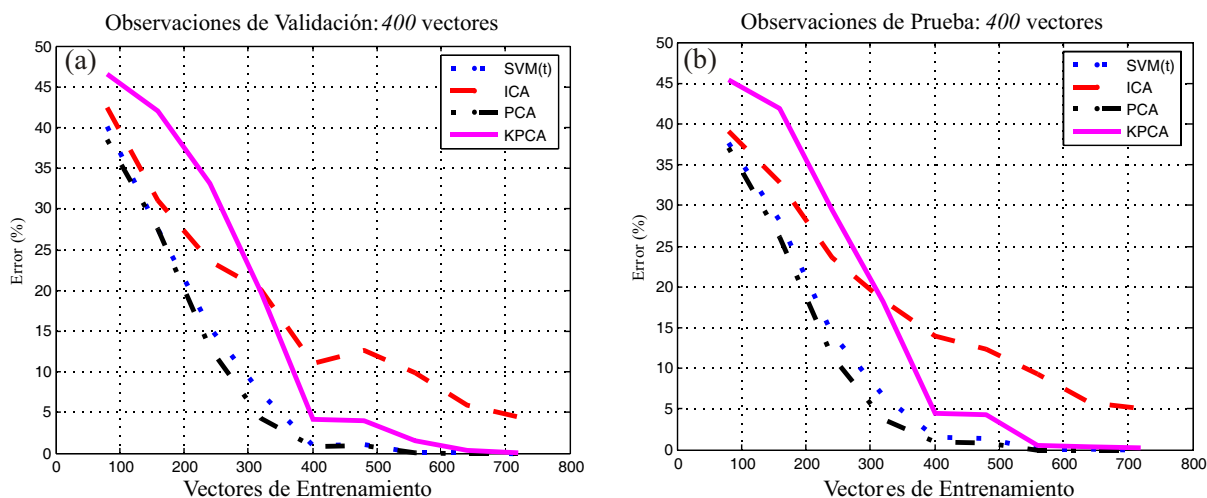 Observaciones de Validación: 400 vectores
(a)
SVM(t)
ICA
PCA
KPCA
Error (%)
50
45
40
35
30
25
20
15
10
5
0
0 100 200 300 400 500 600 700 800
Vectores de Entrenamiento
Observaciones de Prueba: 400 vectores
(b)
SVM(t)
ICA
PCA
KPCA
Error (%)
50
45
40
35
30
25
20
15
10
5
0
0 100 200 300 400 500 600 700 800
Vectores de Entrenamiento